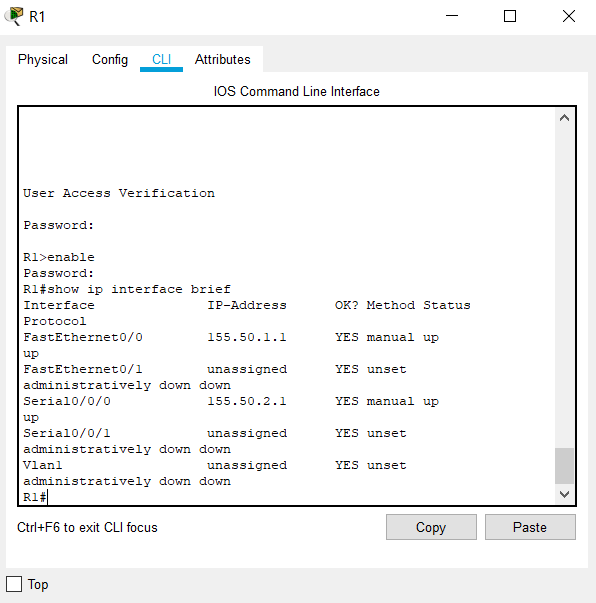 R1
Physical Config CLI Attributes
IOS Command Line Interface
User Access Verification
Password:
R1>enable
Password:
R1#show ip interface brief
Interface IP-Address OK? Method Status
Protocol
FastEthernet0/0 155.50.1.1 YES manual up
up
FastEthernet0/1 unassigned YES unset
administratively down down
Serial0/0/0 155.50.2.1 YES manual up
up
Serial0/0/1 unassigned YES unset
administratively down down
Vlan1 unassigned YES unset
administratively down down
R1#
Ctrl+F6 to exit CLI focus Copy Paste
Top